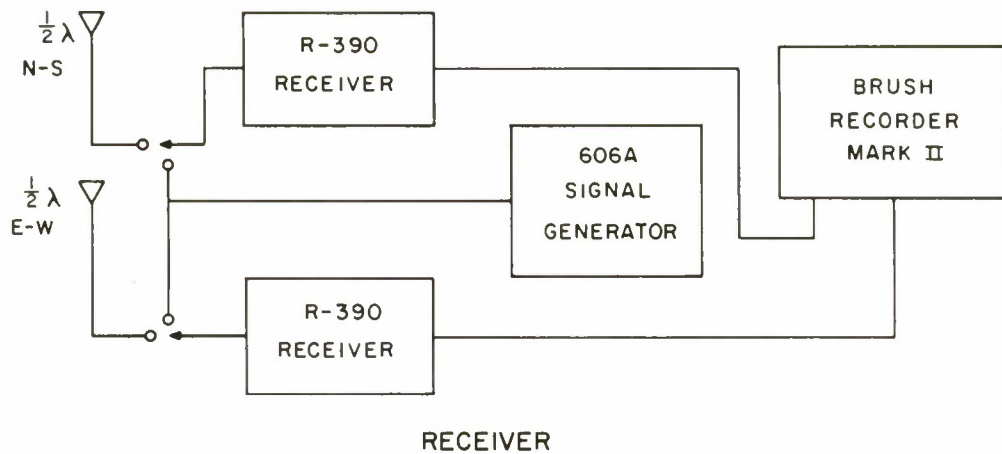 1/2 λ
N-S
R-390
RECEIVER
BRUSH
RECORDER
MARK II
606A
SIGNAL
GENERATOR
1/2 λ
E-W
R-390
RECEIVER
RECEIVER